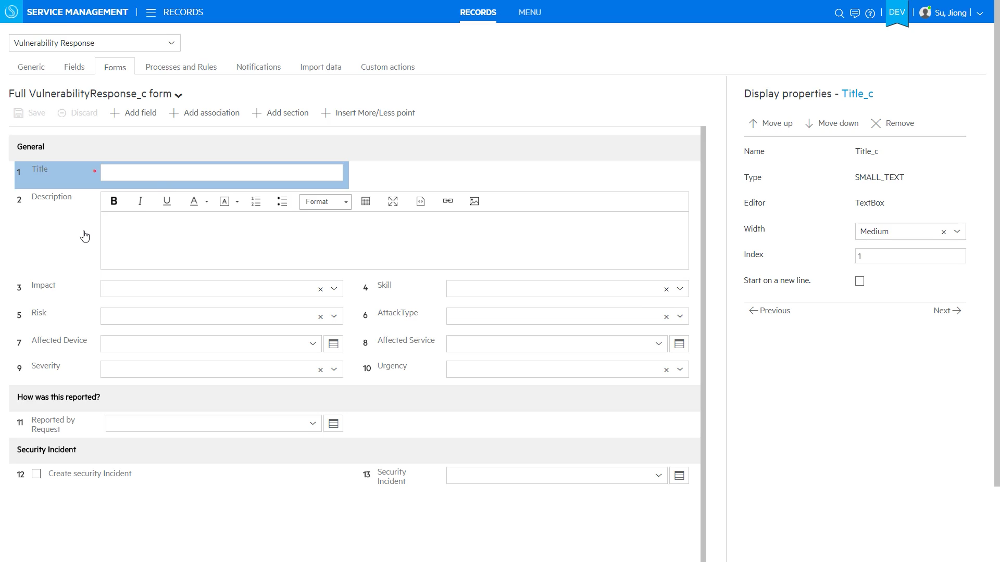 SERVICE MANAGEMENT RECORDS RECORDS MENU DEV Su, Jiong
Vulnerability Response
Generic Fields Forms Processes and Rules Notifications Import data Custom actions
Full VulnerabilityResponse_c form
Save Discard Add field Add association Add section Insert More/Less point
General
1 Title *
2 Description
B I U A A Format
3 Impact 4 Skill
5 Risk 6 AttackType
7 Affected Device 8 Affected Service
9 Severity 10 Urgency
How was this reported?
11 Reported by
Request
Security Incident
12 Create security Incident 13 Security
Incident
Display properties - Title_c
Move up Move down Remove
Name Title_c
Type SMALL_TEXT
Editor TextBox
Width Medium
Index 1
Start on a new line.
Previous Next